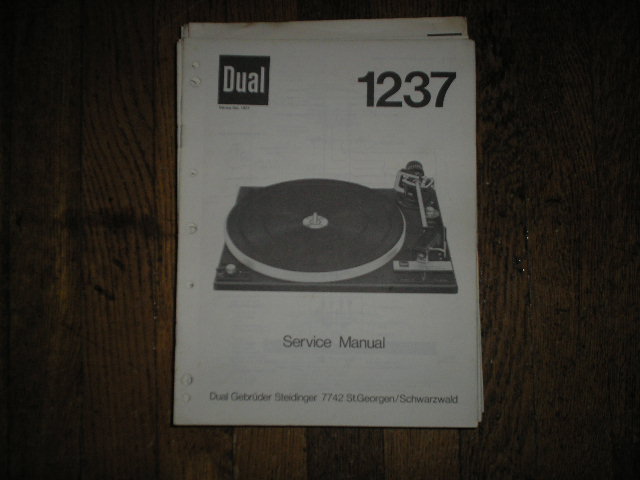 Dual
1237
Service Manual
Dual Gebrüder Steidinger 7742 St.Georgen/Schwarzwald